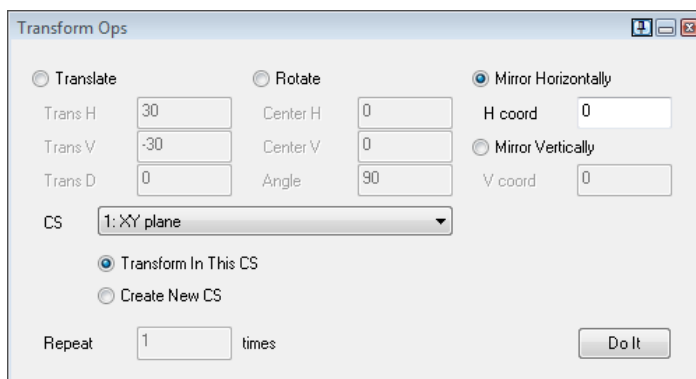 Transform Ops
Translate Rotate Mirror Horizontally
Trans H 30 Center H 0 H coord 0
Trans V -30 Center V 0 Mirror Vertically
Trans D 0 Angle 90 V coord 0
CS 1: XY plane
Transform In This CS
Create New CS
Repeat 1 times Do It